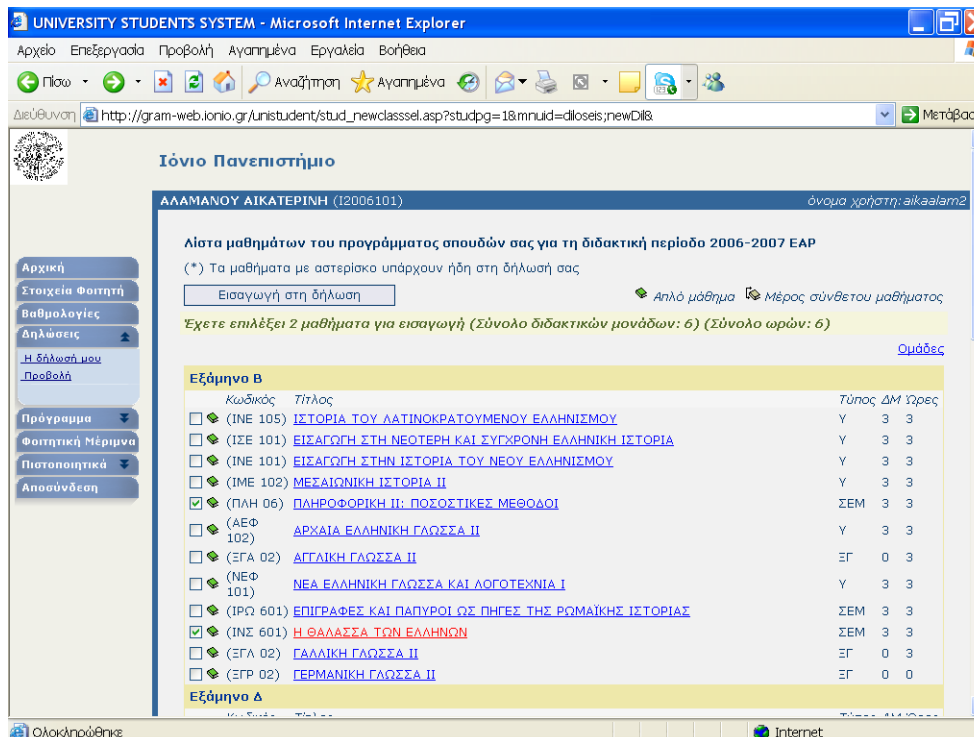 UNIVERSITY STUDENTS SYSTEM - Microsoft Internet Explorer
Αρχείο Επεξεργασία Προβολή Αγαπημένα Εργαλεία Βοήθεια
Πίσω Αναζήτηση Αγαπημένα
Διεύθυνση http://gram-web.ionio.gr/unistudent/stud_newclasssel.asp?studpg=1&mnuid=diloseis;newDil& Μετάβασ
Ιόνιο Πανεπιστήμιο
ΑΛΑΜΑΝΟΥ ΑΙΚΑΤΕΡΙΝΗ (Ι2006101) όνομα χρήστη: aikaalam2
Λίστα μαθημάτων του προγράμματος σπουδών σας για τη διδακτική περίοδο 2006-2007 ΕΑΡ
(*) Τα μαθήματα με αστερίσκο υπάρχουν ήδη στη δήλωσή σας
Εισαγωγή στη δήλωση Απλό μάθημα Μέρος σύνθετου μαθήματος
Έχετε επιλέξει 2 μαθήματα για εισαγωγή (Σύνολο διδακτικών μονάδων: 6) (Σύνολο ωρών: 6)
Ομάδες
Αρχική
Στοιχεία Φοιτητή
Βαθμολογίες
Δηλώσεις
Η δήλωσή μου
Προβολή
Πρόγραμμα
Φοιτητική Μέριμνα
Πιστοποιητικά
Αποσύνδεση
Εξάμηνο Β
Κωδικός Τίτλος Τύπος ΔΜ Ώρες
(ΙΝΕ 105) ΙΣΤΟΡΙΑ ΤΟΥ ΛΑΤΙΝΟΚΡΑΤΟΥΜΕΝΟΥ ΕΛΛΗΝΙΣΜΟΥ Υ 3 3
(ΙΣΕ 101) ΕΙΣΑΓΩΓΗ ΣΤΗ ΝΕΟΤΕΡΗ ΚΑΙ ΣΥΓΧΡΟΝΗ ΕΛΛΗΝΙΚΗ ΙΣΤΟΡΙΑ Υ 3 3
(ΙΝΕ 101) ΕΙΣΑΓΩΓΗ ΣΤΗΝ ΙΣΤΟΡΙΑ ΤΟΥ ΝΕΟΥ ΕΛΛΗΝΙΣΜΟΥ Υ 3 3
(ΙΜΕ 102) ΜΕΣΑΙΩΝΙΚΗ ΙΣΤΟΡΙΑ ΙΙ Υ 3 3
(ΠΛΗ 06) ΠΛΗΡΟΦΟΡΙΚΗ ΙΙ: ΠΟΣΟΣΤΙΚΕΣ ΜΕΘΟΔΟΙ ΣΕΜ 3 3
(ΑΕΦ 102) ΑΡΧΑΙΑ ΕΛΛΗΝΙΚΗ ΓΛΩΣΣΑ ΙΙ Υ 3 3
(ΞΓΑ 02) ΑΓΓΛΙΚΗ ΓΛΩΣΣΑ ΙΙ ΞΓ 0 3
(ΝΕΦ 101) ΝΕΑ ΕΛΛΗΝΙΚΗ ΓΛΩΣΣΑ ΚΑΙ ΛΟΓΟΤΕΧΝΙΑ Ι Υ 3 3
(ΙΡΩ 601) ΕΠΙΓΡΑΦΕΣ ΚΑΙ ΠΑΠΥΡΟΙ ΩΣ ΠΗΓΕΣ ΤΗΣ ΡΩΜΑΪΚΗΣ ΙΣΤΟΡΙΑΣ ΣΕΜ 3 3
(ΙΝΣ 601) Η ΘΑΛΑΣΣΑ ΤΩΝ ΕΛΛΗΝΩΝ ΣΕΜ 3 3
(ΞΓΛ 02) ΓΑΛΛΙΚΗ ΓΛΩΣΣΑ ΙΙ ΞΓ 0 3
(ΞΓΡ 02) ΓΕΡΜΑΝΙΚΗ ΓΛΩΣΣΑ ΙΙ ΞΓ 0 0
Εξάμηνο Δ
Ολοκληρώθηκε Internet